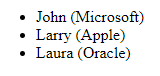 • John (Microsoft)
• Larry (Apple)
• Laura (Oracle)